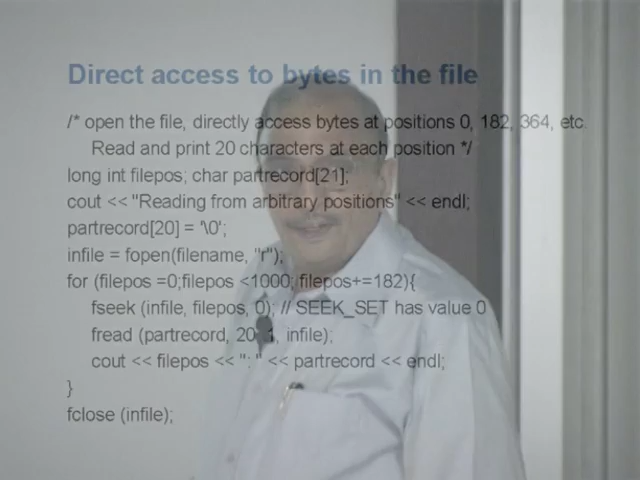 Direct access to bytes in the file
/* open the file, directly access bytes at positions 0, 182, 364, etc.
Read and print 20 characters at each position */
long int filepos; char partrecord[21];
cout << "Reading from arbitrary positions" << endl;
partrecord[20] = '\0';
infile = fopen(filename, "r");
for (filepos =0;filepos <1000; filepos+=182){
fseek (infile, filepos, 0); // SEEK_SET has value 0
fread (partrecord, 20, 1, infile);
cout << filepos << ": " << partrecord << endl;
}
fclose (infile);